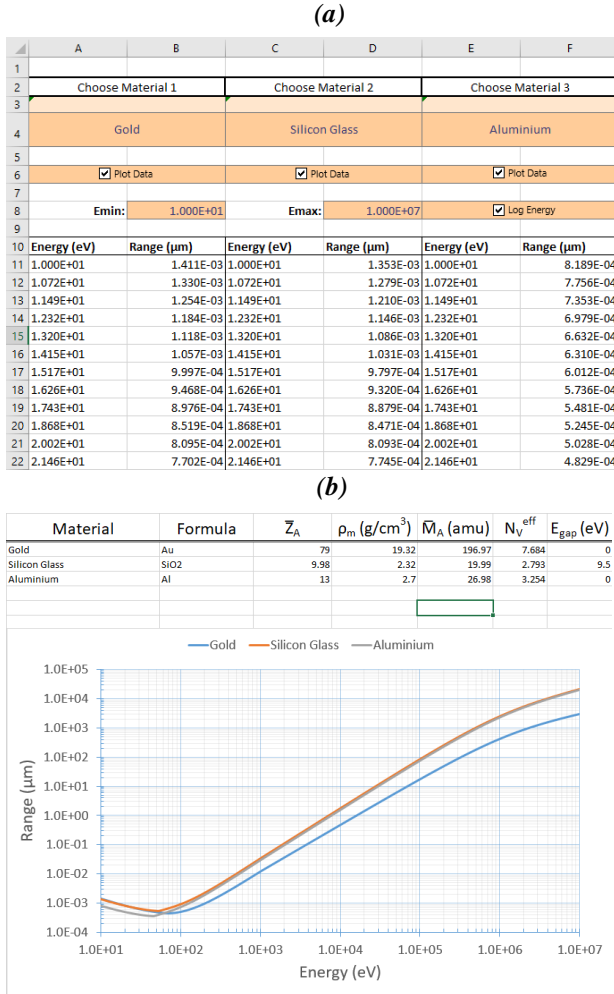 (a)
A B C D E F
1
2 Choose Material 1 Choose Material 2 Choose Material 3
3
4 Gold Silicon Glass Aluminium
5
6 Plot Data Plot Data Plot Data
7
8 Emin: 1.000E+01 Emax: 1.000E+07 Log Energy
9
10 Energy (eV) Range (μm) Energy (eV) Range (μm) Energy (eV) Range (μm)
11 1.000E+01 1.411E-03 1.000E+01 1.353E-03 1.000E+01 8.189E-04
12 1.072E+01 1.330E-03 1.072E+01 1.279E-03 1.072E+01 7.756E-04
13 1.149E+01 1.254E-03 1.149E+01 1.210E-03 1.149E+01 7.353E-04
14 1.232E+01 1.184E-03 1.232E+01 1.146E-03 1.232E+01 6.979E-04
15 1.320E+01 1.118E-03 1.320E+01 1.086E-03 1.320E+01 6.632E-04
16 1.415E+01 1.057E-03 1.415E+01 1.031E-03 1.415E+01 6.310E-04
17 1.517E+01 9.997E-04 1.517E+01 9.797E-04 1.517E+01 6.012E-04
18 1.626E+01 9.468E-04 1.626E+01 9.320E-04 1.626E+01 5.736E-04
19 1.743E+01 8.976E-04 1.743E+01 8.879E-04 1.743E+01 5.481E-04
20 1.868E+01 8.519E-04 1.868E+01 8.471E-04 1.868E+01 5.245E-04
21 2.002E+01 8.095E-04 2.002E+01 8.093E-04 2.002E+01 5.028E-04
22 2.146E+01 7.702E-04 2.146E+01 7.745E-04 2.146E+01 4.829E-04
(b)
Material Formula Z̅_A ρ_m (g/cm³) M̅_A (amu) N_V^eff E_gap (eV)
Gold Au 79 19.32 196.97 7.684 0
Silicon Glass SiO2 9.98 2.32 19.99 2.793 9.5
Aluminium Al 13 2.7 26.98 3.254 0
Gold Silicon Glass Aluminium
1.0E+05
1.0E+04
1.0E+03
1.0E+02
1.0E+01
1.0E+00
1.0E-01
1.0E-02
1.0E-03
1.0E-04
Range (μm)
1.0E+01 1.0E+02 1.0E+03 1.0E+04 1.0E+05 1.0E+06 1.0E+07
Energy (eV)